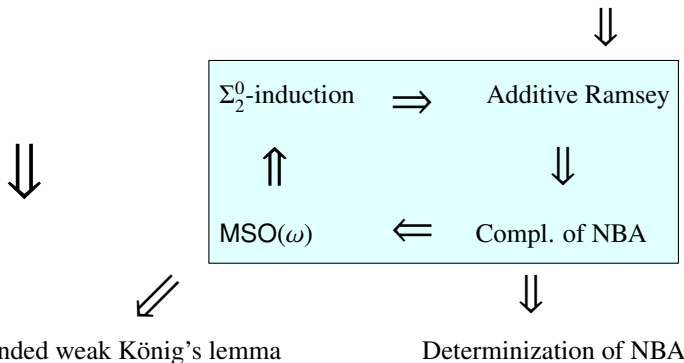 ⇓
Σ⁰₂-induction ⇒ Additive Ramsey
⇓ ⇑ ⇓
MSO(ω) ⇐ Compl. of NBA
⇙ ⇓
nded weak König's lemma Determinization of NBA